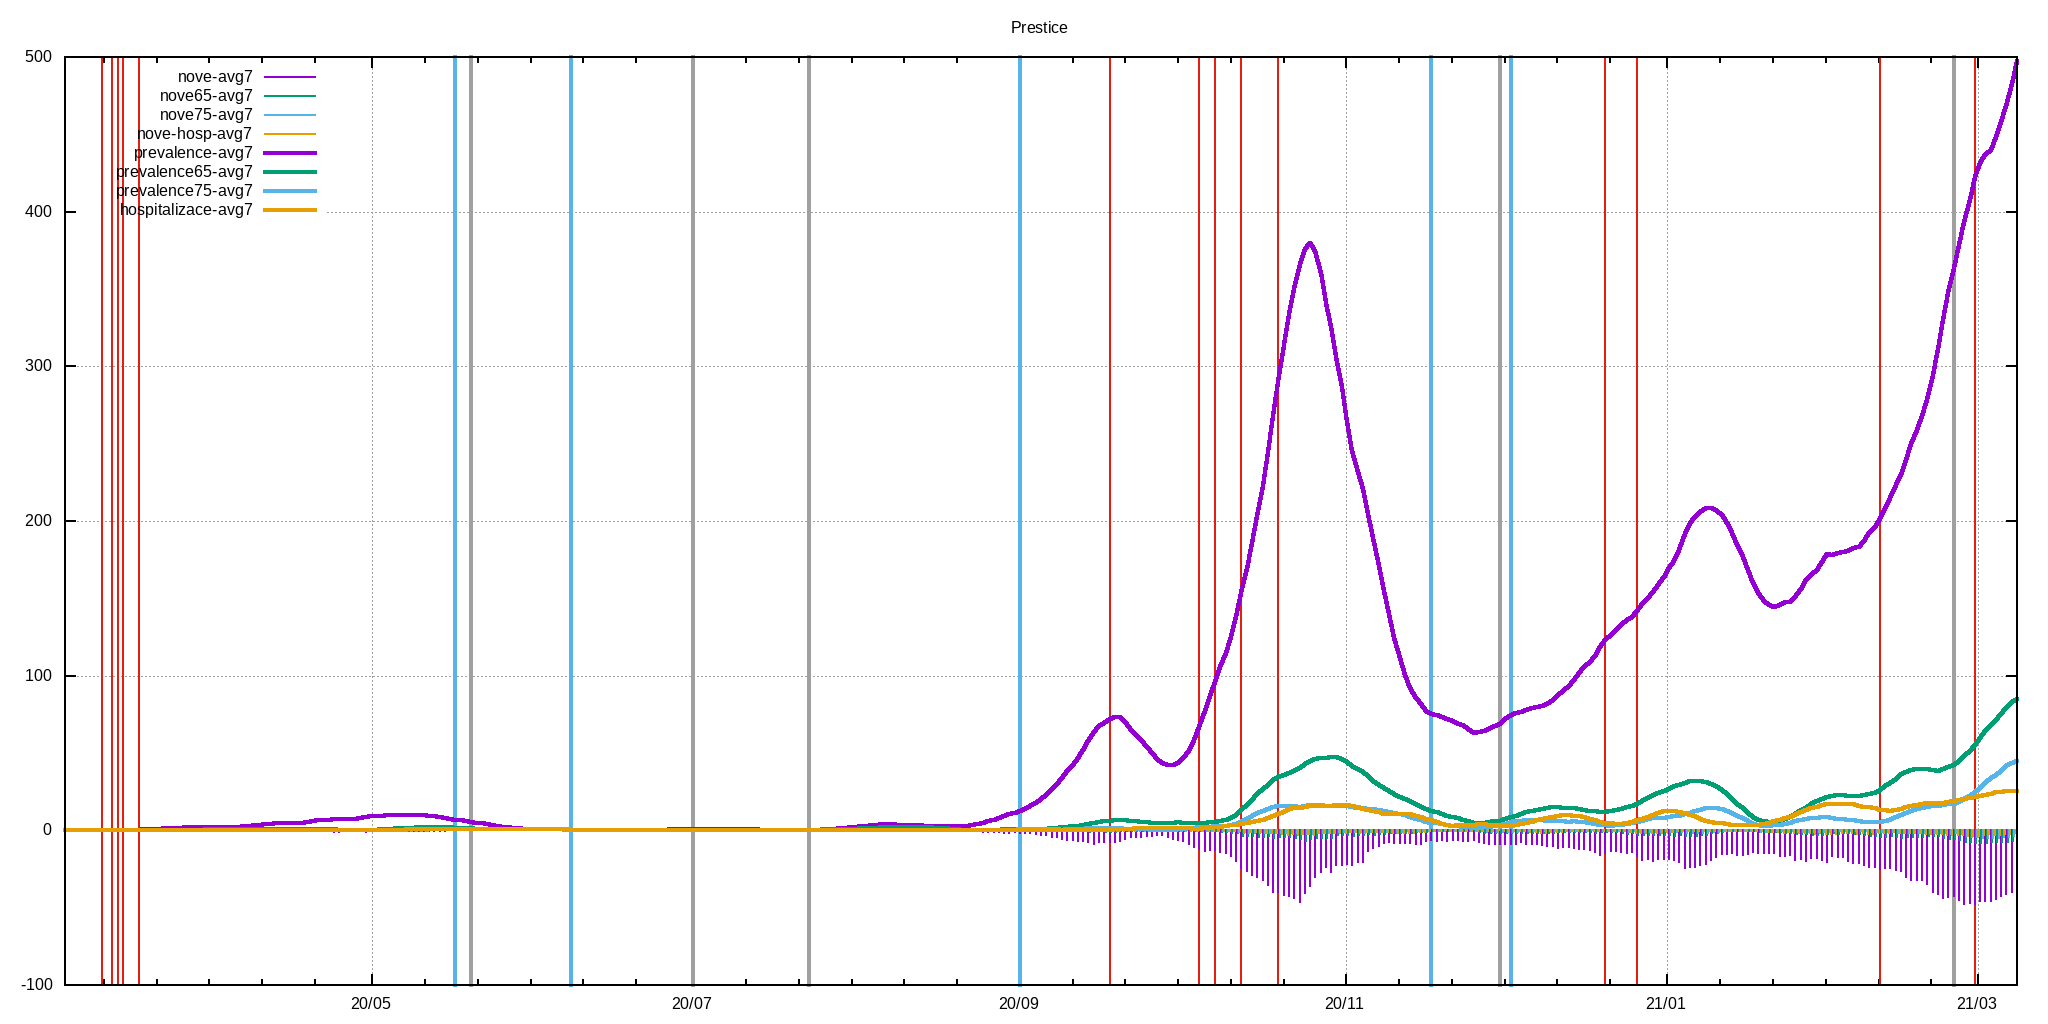 Prestice
500
400
300
200
100
0
-100
nove-avg7
nove65-avg7
nove75-avg7
nove-hosp-avg7
prevalence-avg7
prevalence65-avg7
prevalence75-avg7
hospitalizace-avg7
20/05
20/07
20/09
20/11
21/01
21/03